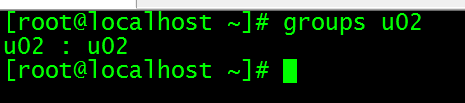 [root@localhost ~]# groups u02
u02 : u02
[root@localhost ~]#